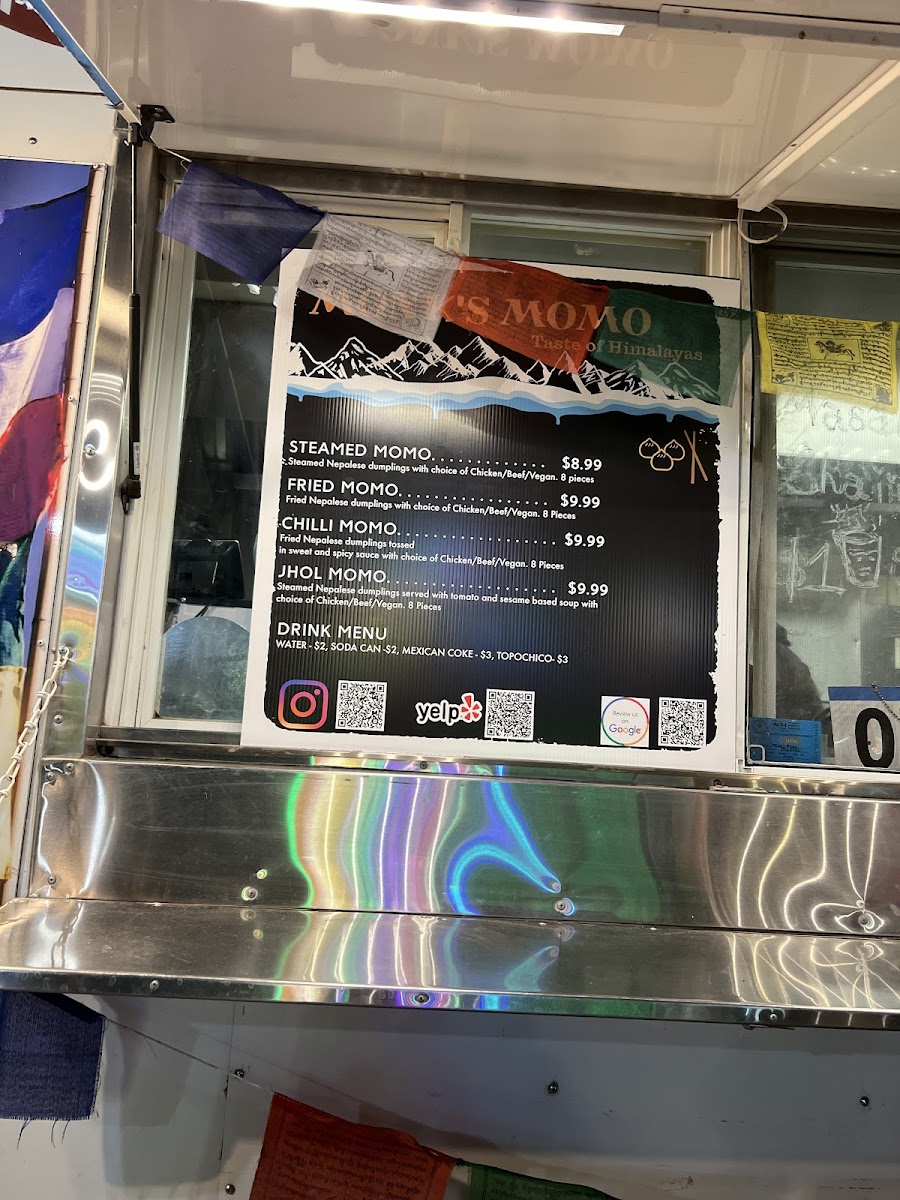 MOMO
Taste of Himalayas
STEAMED MOMO. . . . . . . . . . . . . $8.99
Steamed Nepalese dumplings with choice of Chicken/Beef/Vegan. 8 pieces
FRIED MOMO. . . . . . . . . . . . . . . . . $9.99
Fried Nepalese dumplings with choice of Chicken/Beef/Vegan. 8 Pieces
CHILLI MOMO. . . . . . . . . . . . . . . . . $9.99
Fried Nepalese dumplings tossed
in sweet and spicy sauce with choice of Chicken/Beef/Vegan. 8 Pieces
JHOL MOMO. . . . . . . . . . . . . . . . . . $9.99
Steamed Nepalese dumplings served with tomato and sesame based soup with
choice of Chicken/Beef/Vegan. 8 Pieces
DRINK MENU
WATER - $2, SODA CAN -$2, MEXICAN COKE - $3, TOPOCHICO- $3
yelp
Review us
on
Google
0